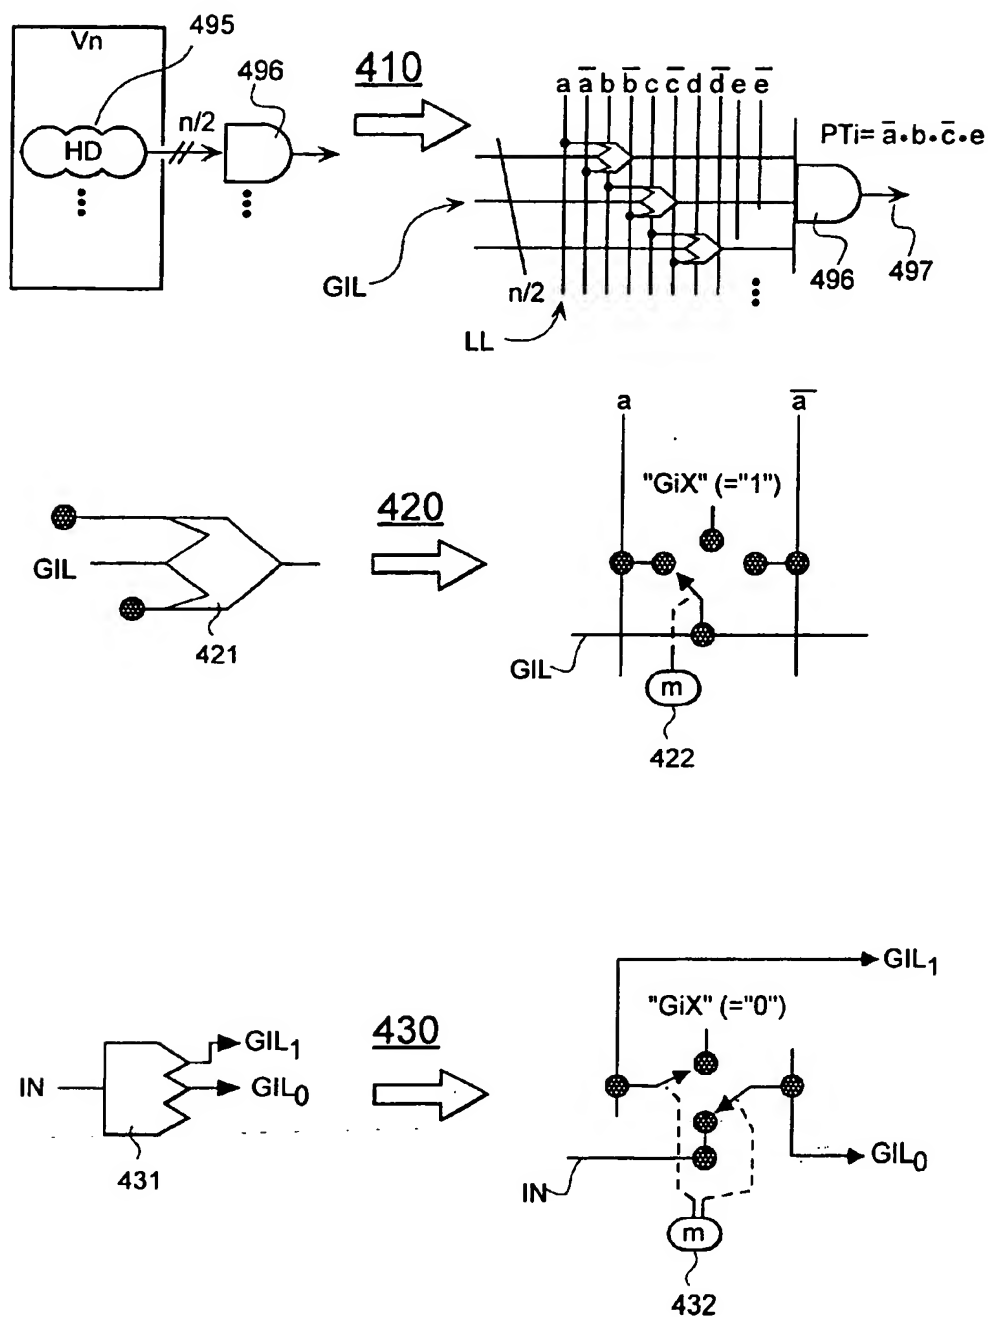 Vn
495
HD
n/2
496
410
a a̅ b b̅ c c̅ d d̅ e e̅
PTi= a̅•b•c̅•e
GIL
n/2
LL
496
497
420
GIL
421
a
a̅
"GiX" (="1")
GIL
m
422
430
IN
GIL1
GIL0
431
GIL1
"GiX" (="0")
GIL0
IN
m
432